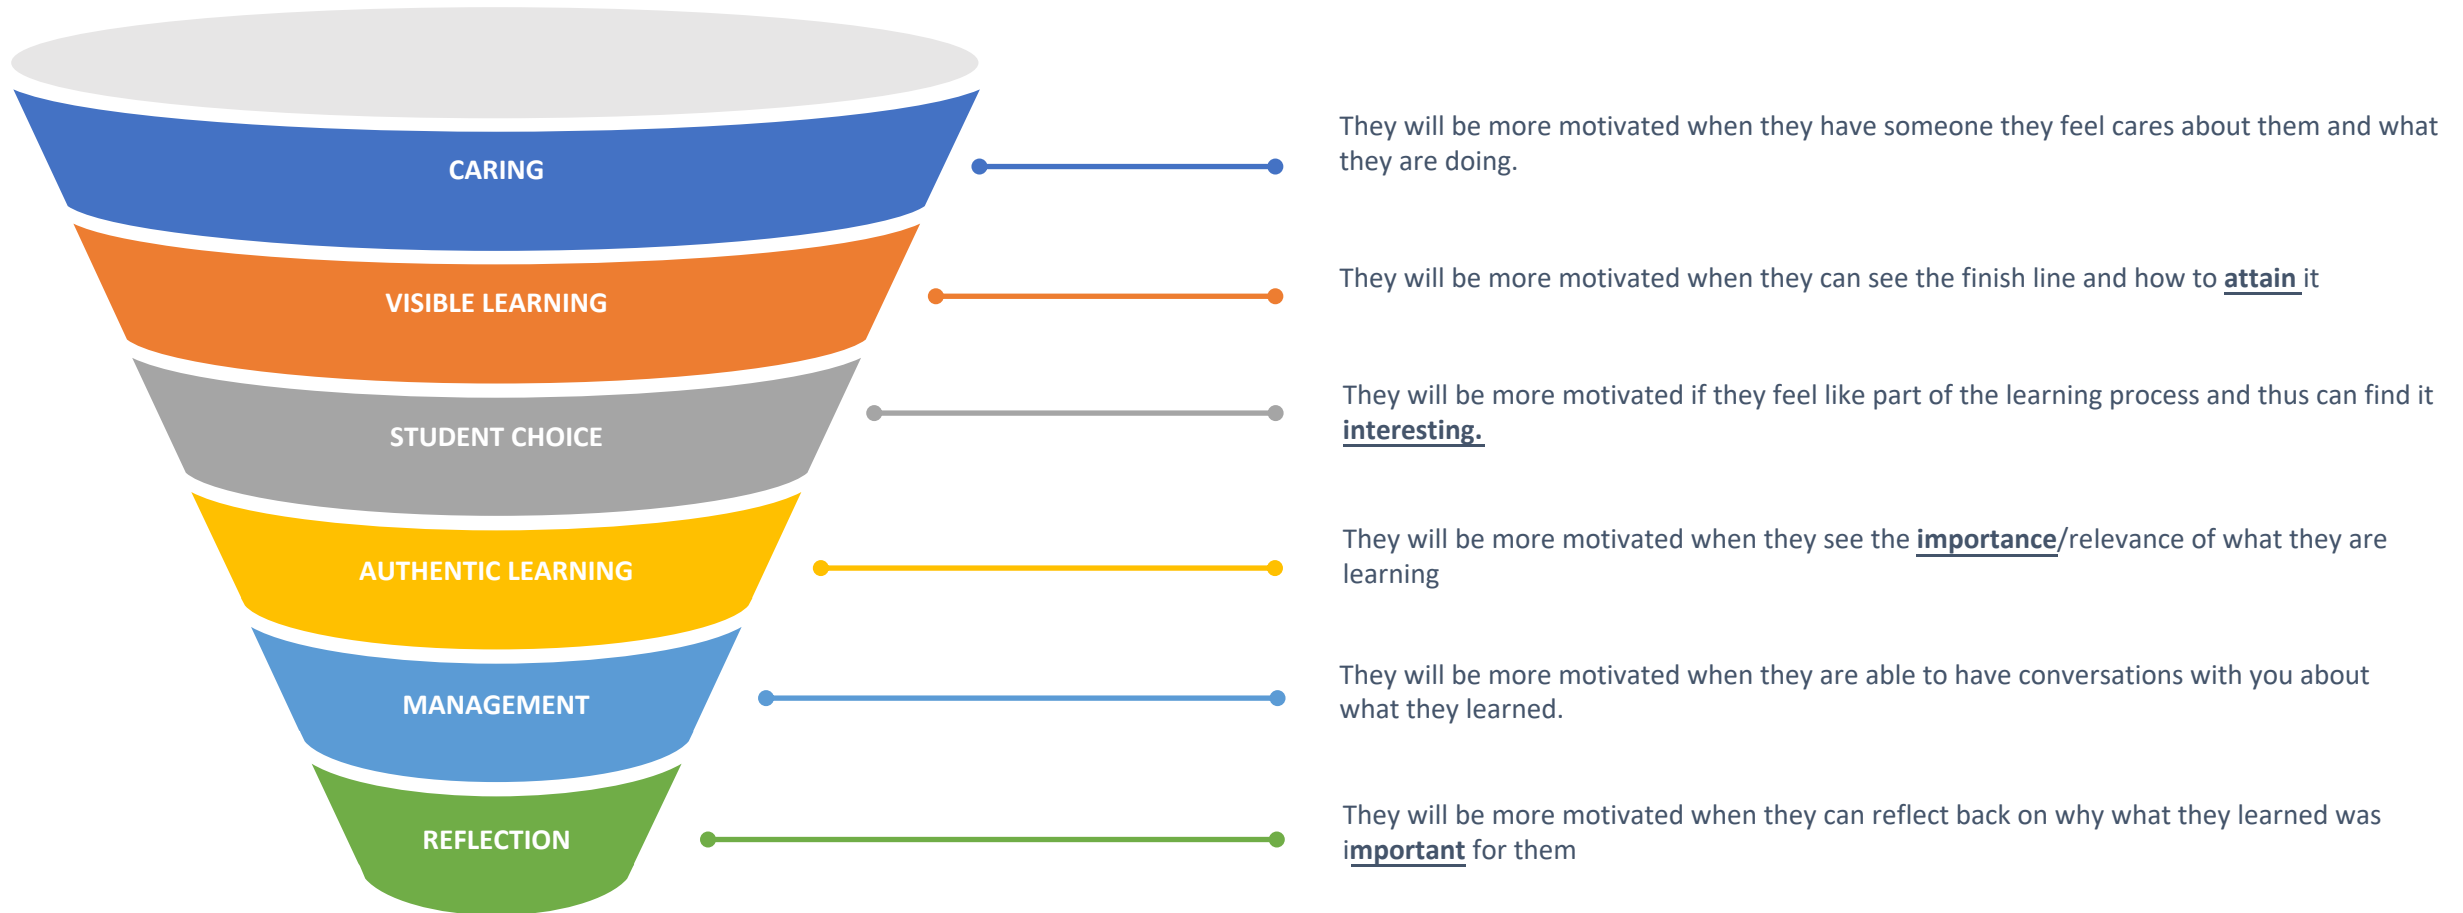 CARING
They will be more motivated when they have someone they feel cares about them and what
they are doing.
VISIBLE LEARNING
They will be more motivated when they can see the finish line and how to attain it
STUDENT CHOICE
They will be more motivated if they feel like part of the learning process and thus can find it
interesting.
AUTHENTIC LEARNING
They will be more motivated when they see the importance/relevance of what they are
learning
MANAGEMENT
They will be more motivated when they are able to have conversations with you about
what they learned.
REFLECTION
They will be more motivated when they can reflect back on why what they learned was
important for them